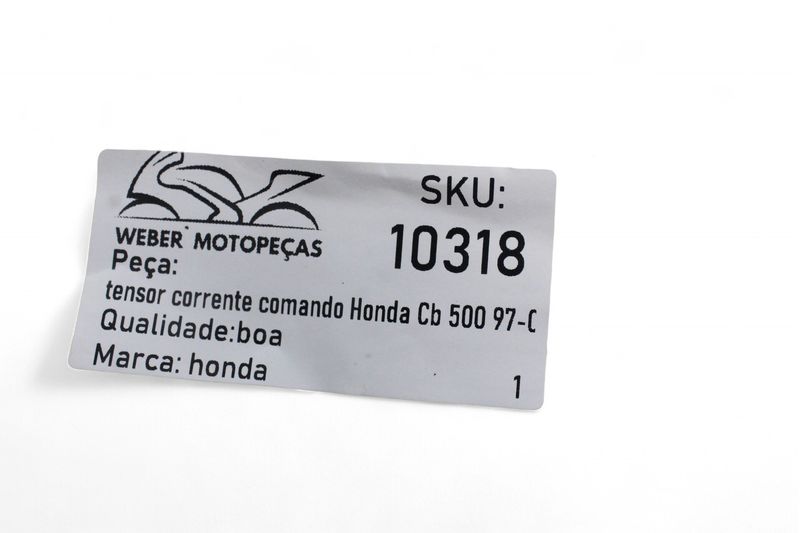 WEBER MOTOPEÇAS
SKU:
10318
Peça:
tensor corrente comando Honda Cb 500 97-
Qualidade:boa
Marca: honda
1